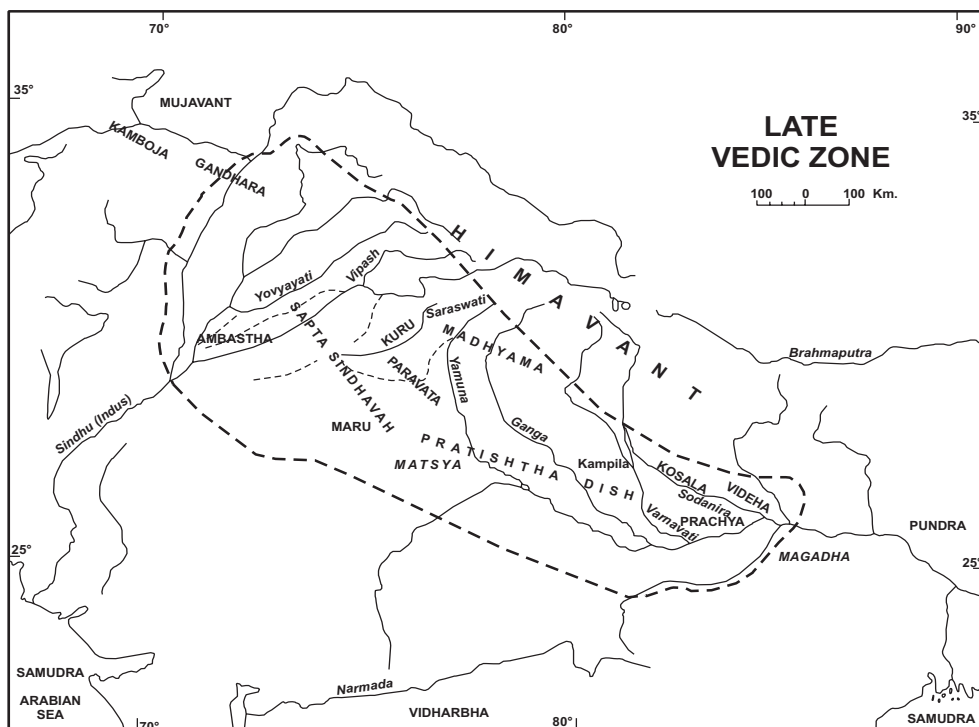 70°
80°
90°
35°
35°
MUJAVANT
KAMBOJA
GANDHARA
LATE
VEDIC ZONE
100 0 100 Km.
HIMAVANT
Yovyayati
Vipash
Saraswati
AMBASTHA
SAPTA SINDHAVAH
KURU
MADHYAMA
PARAVATA
Yamuna
Brahmaputra
Sindhu (Indus)
MARU
Ganga
PRATISHTHA
MATSYA
Kampila
DISH
KOSALA
VIDEHA
Sodanira
Varnavati
PRACHYA
PUNDRA
MAGADHA
25°
25°
SAMUDRA
ARABIAN
SEA
Narmada
VIDHARBHA
SAMUDRA
70°
80°